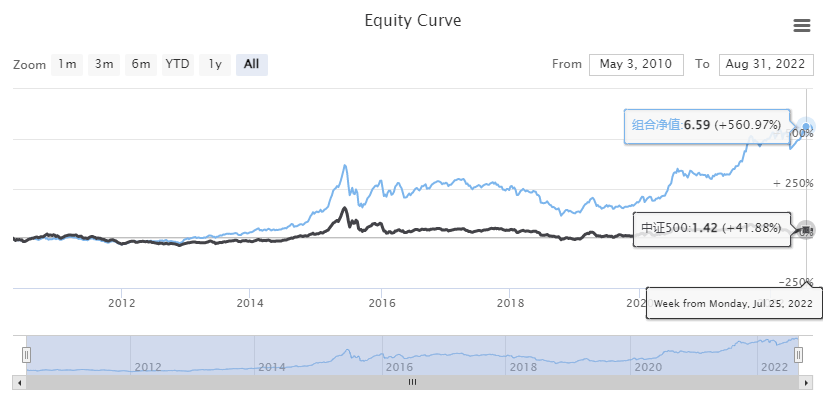 Equity Curve
Zoom 1m 3m 6m YTD 1y All From May 3, 2010 To Aug 31, 2022
组合净值:6.59 (+560.97%)
+ 250%
中证500:1.42 (+41.88%)
-250%
2012 2014 2016 2018
Week from Monday, Jul 25, 2022
2012 2014 2016 2018 2020 2022